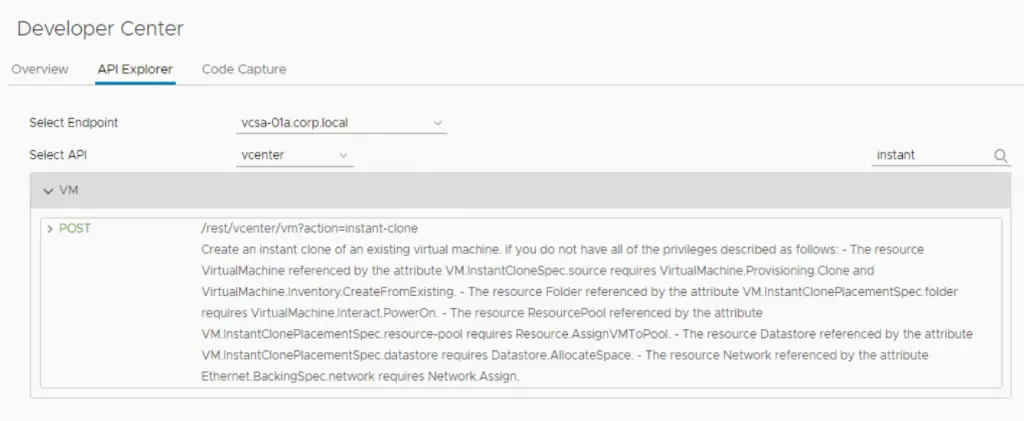 Developer Center
Overview API Explorer Code Capture
Select Endpoint vcsa-01a.corp.local
Select API vcenter instant
VM
POST /rest/vcenter/vm?action=instant-clone
Create an instant clone of an existing virtual machine. if you do not have all of the privileges described as follows: - The resource
VirtualMachine referenced by the attribute VM.InstantCloneSpec.source requires VirtualMachine.Provisioning.Clone and
VirtualMachine.Inventory.CreateFromExisting. - The resource Folder referenced by the attribute VM.InstantClonePlacementSpec.folder
requires VirtualMachine.Interact.PowerOn. - The resource ResourcePool referenced by the attribute
VM.InstantClonePlacementSpec.resource-pool requires Resource.AssignVMToPool. - The resource Datastore referenced by the attribute
VM.InstantClonePlacementSpec.datastore requires Datastore.AllocateSpace. - The resource Network referenced by the attribute
Ethernet.BackingSpec.network requires Network.Assign.